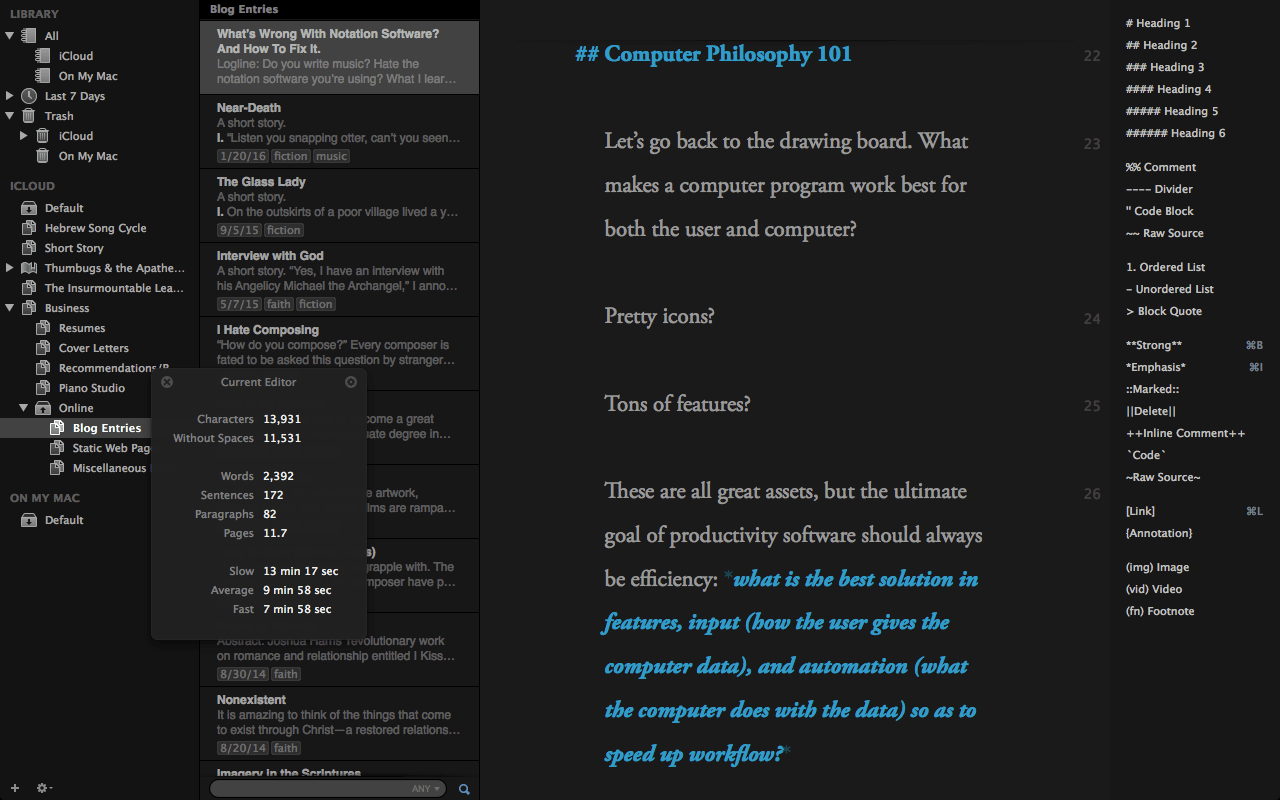 LIBRARY
All
iCloud
On My Mac
Last 7 Days
Trash
iCloud
On My Mac
ICLOUD
Default
Hebrew Song Cycle
Short Story
Thumbugs & the Apathe...
The Insurmountable Lea...
Business
Resumes
Cover Letters
Recommendations/R
Piano Studio
Online
Blog Entries
Static Web Pag
Miscellaneous
ON MY MAC
Default
Blog Entries
What's Wrong With Notation Software?
And How To Fix It.
Logline: Do you write music? Hate the
notation software you're using? What I lear...
Near-Death
A short story.
I. "Listen you snapping otter, can't you seen...
1/20/16 fiction music
The Glass Lady
A short story.
I. On the outskirts of a poor village lived a y...
9/5/15 fiction
Interview with God
A short story. "Yes, I have an interview with
his Angelicy Michael the Archangel," I anno...
5/7/15 faith fiction
I Hate Composing
"How do you compose?" Every composer is
fated to be asked this question by stranger...
come a great
ate degree in...
e artwork,
lms are rampa...
s)
grapple with. The
mposer have p...
Abstract: Joshua Harris' revolutionary work
on romance and relationship entitled I Kiss...
8/30/14 faith
Nonexistent
It is amazing to think of the things that come
to exist through Christ—a restored relations...
8/20/14 faith
Imagery in the Scriptures
ANY
Current Editor
Characters 13,931
Without Spaces 11,531
Words 2,392
Sentences 172
Paragraphs 82
Pages 11.7
Slow 13 min 17 sec
Average 9 min 58 sec
Fast 7 min 58 sec
## Computer Philosophy 101
22
Let's go back to the drawing board. What
23
makes a computer program work best for
both the user and computer?
Pretty icons?
24
Tons of features?
25
These are all great assets, but the ultimate
26
goal of productivity software should always
be efficiency: *what is the best solution in
features, input (how the user gives the
computer data), and automation (what
the computer does with the data) so as to
speed up workflow?*
# Heading 1
## Heading 2
### Heading 3
#### Heading 4
##### Heading 5
###### Heading 6
%% Comment
---- Divider
'' Code Block
~~ Raw Source
1. Ordered List
- Unordered List
> Block Quote
**Strong** ⌘B
*Emphasis* ⌘I
::Marked::
||Delete||
++Inline Comment++
`Code`
~Raw Source~
[Link] ⌘L
{Annotation}
(img) Image
(vid) Video
(fn) Footnote